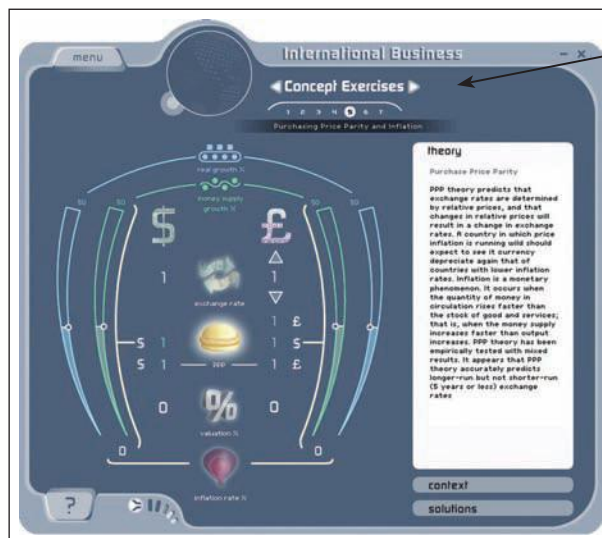 menu
International Business
Concept Exercises
1 2 3 4 5 6 7
Purchasing Price Parity and Inflation
real growth %
money supply growth %
50 50 50 50
$ £
1 1
exchange rate
1 £
$ 1 1 $
$ 1 1 £
PPP
0 0
valuation %
0 0
inflation rate %
?
theory
Purchase Price Parity
PPP theory predicts that
exchange rates are determined
by relative prices, and that
changes in relative prices will
result in a change in exchange
rates. A country in which price
inflation is running wild should
expect to see it currency
depreciate again that of
countries with lower inflation
rates. Inflation is a monetary
phenomenon. It occurs when
the quantity of money in
circulation rises faster than
the stock of good and services;
that is, when the money supply
increases faster than output
increases. PPP theory has been
empirically tested with mixed
results. It appears that PPP
theory accurately predicts
longer-run but not shorter-run
(5 years or less) exchange
rates
context
solutions